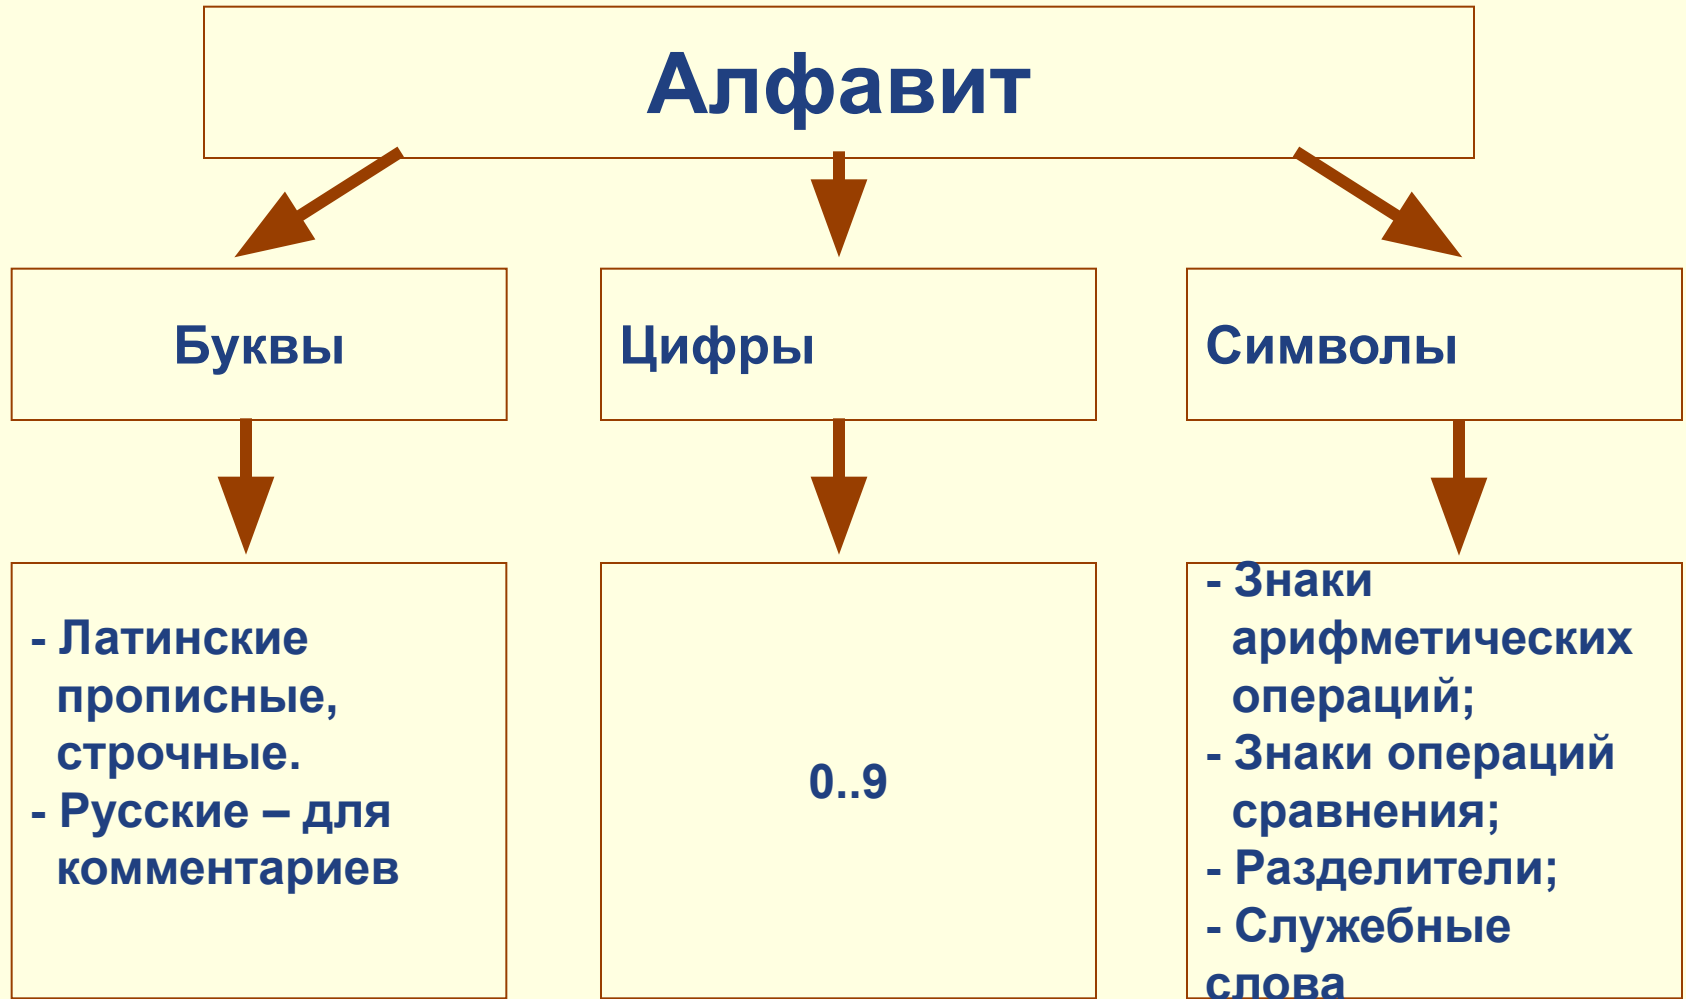 Алфавит
Буквы
Цифры
Символы
- Латинские
прописные,
строчные.
- Русские – для
комментариев
0..9
- Знаки
арифметических
операций;
- Знаки операций
сравнения;
- Разделители;
- Служебные
слова